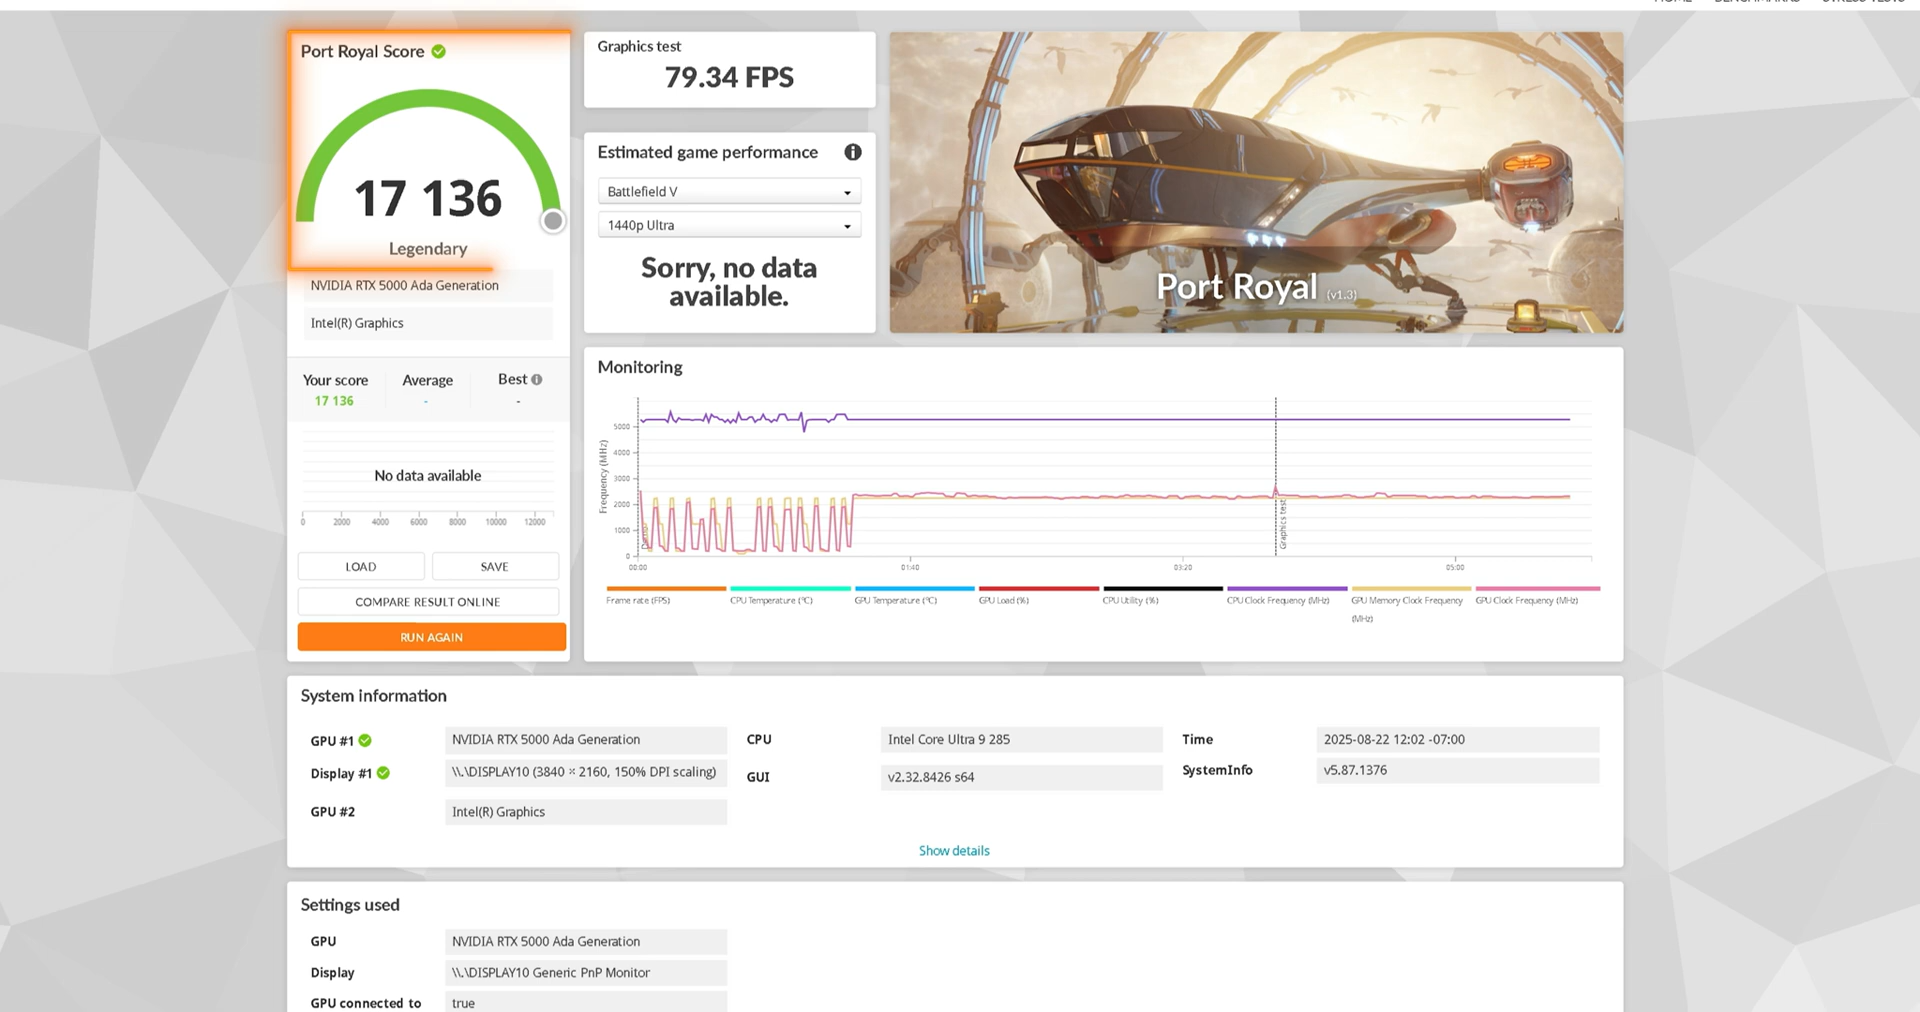 Port Royal Score
17 136
Legendary
NVIDIA RTX 5000 Ada Generation
Intel(R) Graphics
Your score
17 136
Average
-
Best
-
No data available
0 2000 4000 6000 8000 10000 12000
LOAD
SAVE
COMPARE RESULT ONLINE
RUN AGAIN
Graphics test
79.34 FPS
Estimated game performance
Battlefield V
1440p Ultra
Sorry, no data
available.
Port Royal (v1.3)
Monitoring
Frequency (MHz)
5000
4000
3000
2000
1000
0
Graphics test
00:00 01:40 03:20 05:00
Frame rate (FPS)
CPU Temperature (°C)
GPU Temperature (°C)
GPU Load (%)
CPU Utility (%)
CPU Clock Frequency (MHz)
GPU Memory Clock Frequency
(MHz)
GPU Clock Frequency (MHz)
System information
GPU #1
NVIDIA RTX 5000 Ada Generation
Display #1
\\.\DISPLAY10 (3840 × 2160, 150% DPI scaling)
GPU #2
Intel(R) Graphics
CPU
Intel Core Ultra 9 285
GUI
v2.32.8426 s64
Time
2025-08-22 12:02 -07:00
SystemInfo
v5.87.1376
Show details
Settings used
GPU
NVIDIA RTX 5000 Ada Generation
Display
\\.\DISPLAY10 Generic PnP Monitor
GPU connected to
true